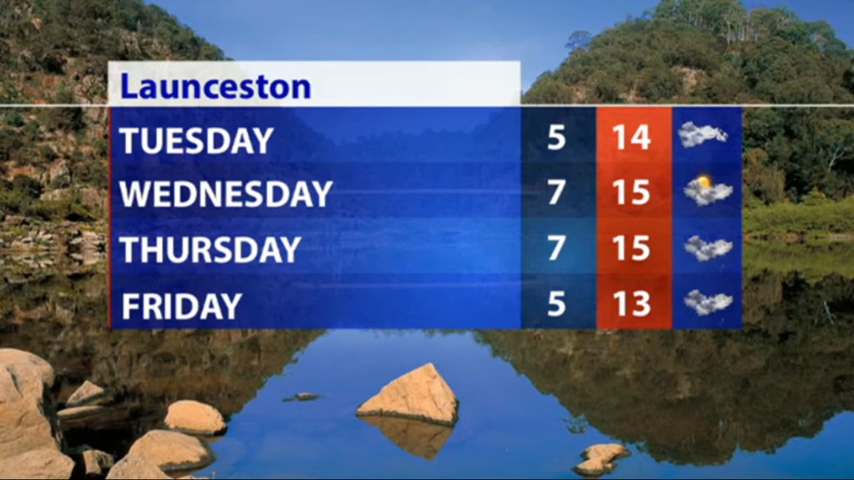 Launceston
TUESDAY 5 14
WEDNESDAY 7 15
THURSDAY 7 15
FRIDAY 5 13